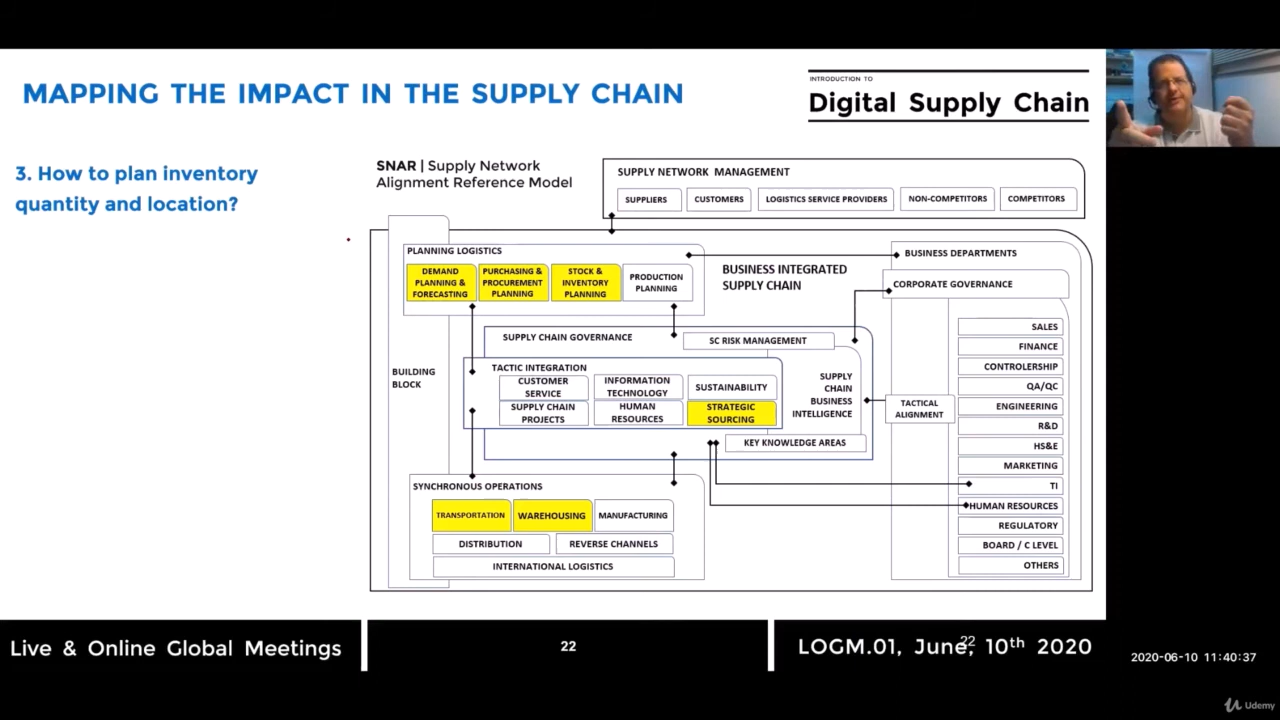 MAPPING THE IMPACT IN THE SUPPLY CHAIN
INTRODUCTION TO
Digital Supply Chain
3. How to plan inventory
quantity and location?
SNAR | Supply Network
Alignment Reference Model
SUPPLY NETWORK MANAGEMENT
SUPPLIERS
CUSTOMERS
LOGISTICS SERVICE PROVIDERS
NON-COMPETITORS
COMPETITORS
PLANNING LOGISTICS
DEMAND
PLANNING &
FORECASTING
PURCHASING &
PROCUREMENT
PLANNING
STOCK &
INVENTORY
PLANNING
PRODUCTION
PLANNING
BUSINESS INTEGRATED
SUPPLY CHAIN
BUSINESS DEPARTMENTS
CORPORATE GOVERNANCE
SUPPLY CHAIN GOVERNANCE
SC RISK MANAGEMENT
BUILDING
BLOCK
TACTIC INTEGRATION
CUSTOMER
SERVICE
INFORMATION
TECHNOLOGY
SUSTAINABILITY
SUPPLY CHAIN
PROJECTS
HUMAN
RESOURCES
STRATEGIC
SOURCING
SUPPLY
CHAIN
BUSINESS
INTELLIGENCE
KEY KNOWLEDGE AREAS
TACTICAL
ALIGNMENT
SALES
FINANCE
CONTROLERSHIP
QA/QC
ENGINEERING
R&D
HS&E
MARKETING
TI
HUMAN RESOURCES
REGULATORY
BOARD / C LEVEL
OTHERS
SYNCHRONOUS OPERATIONS
TRANSPORTATION
WAREHOUSING
MANUFACTURING
DISTRIBUTION
REVERSE CHANNELS
INTERNATIONAL LOGISTICS
Live & Online Global Meetings
22
LOGM.01, June, 10th 2020
22
2020-06-10 11:40:37
Udemy